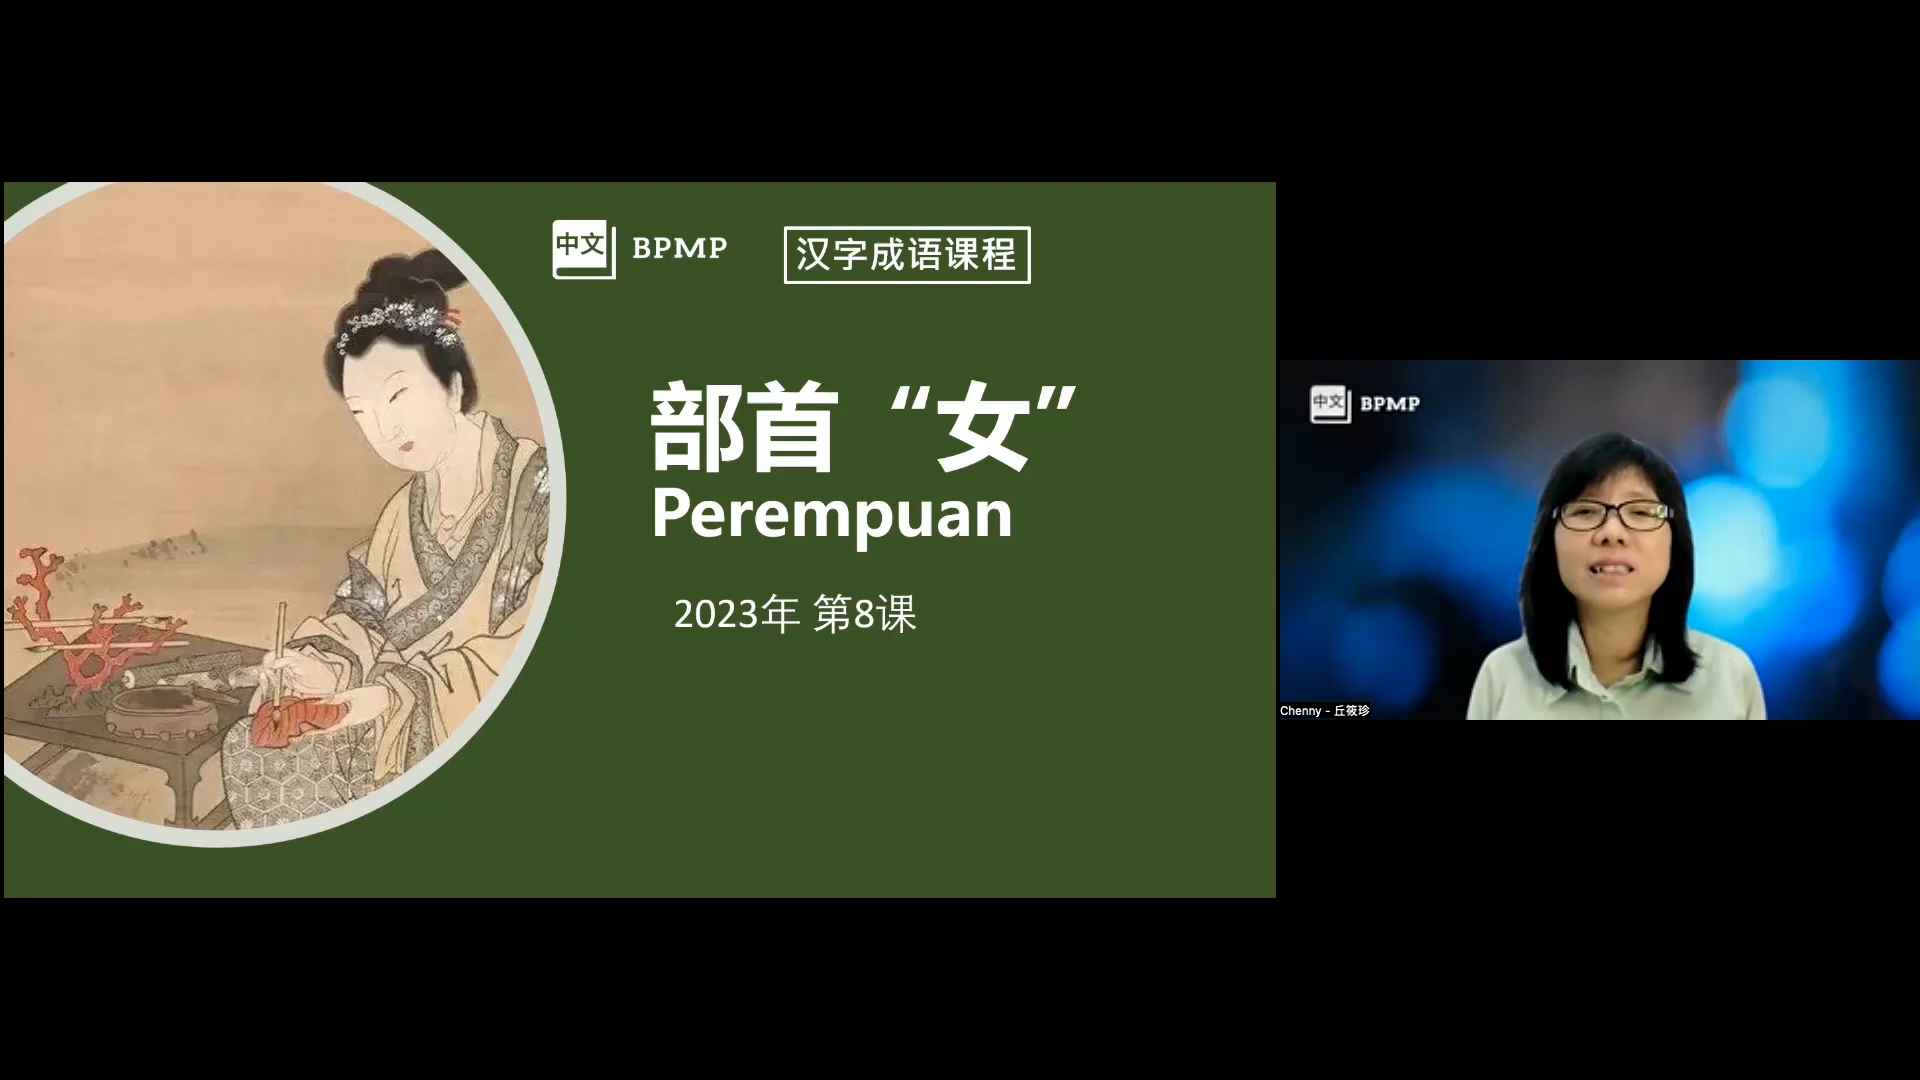 中文 BPMP
汉字成语课程
部首 “女”
Perempuan
2023年 第8课
中文 BPMP
Chenny - 丘筱珍